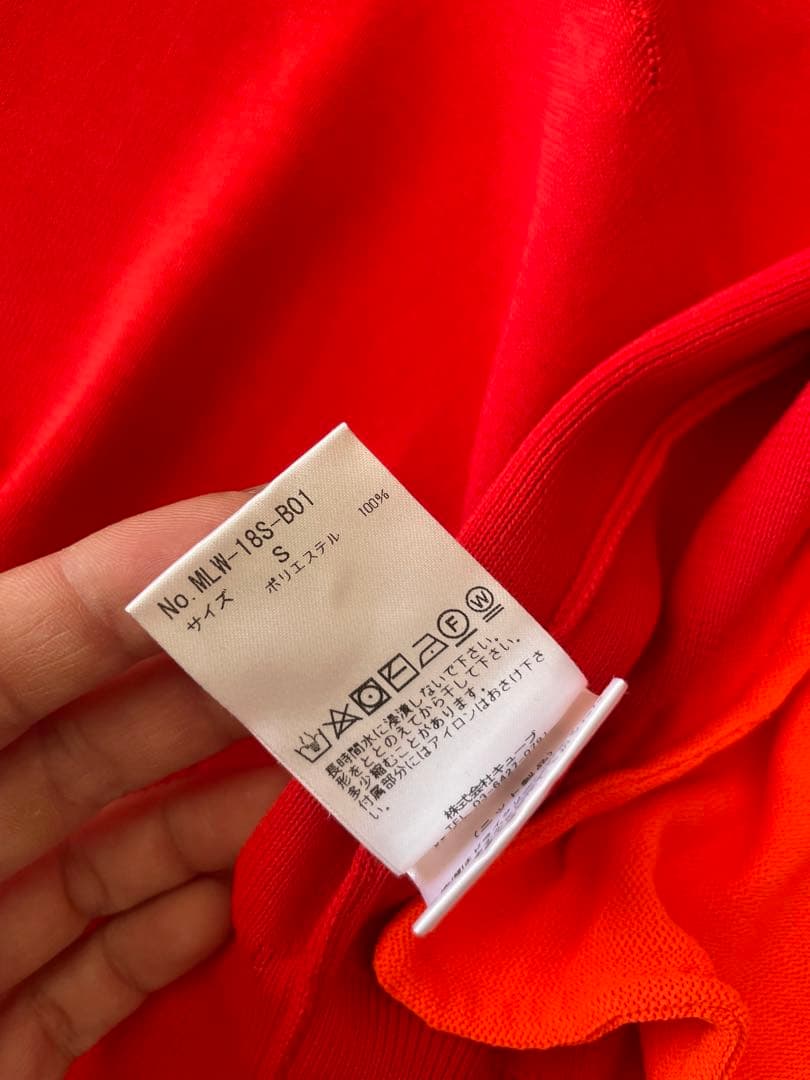 No. MLW-18S-B01
サイズ S
ポリエステル 100%
F W
長時間水に浸漬しないで下さい。
形をととのえてから干して下さい。
多少縮むことがあります。
付属部分にはアイロンはおさけ下さ
い。
株式会社キューブ